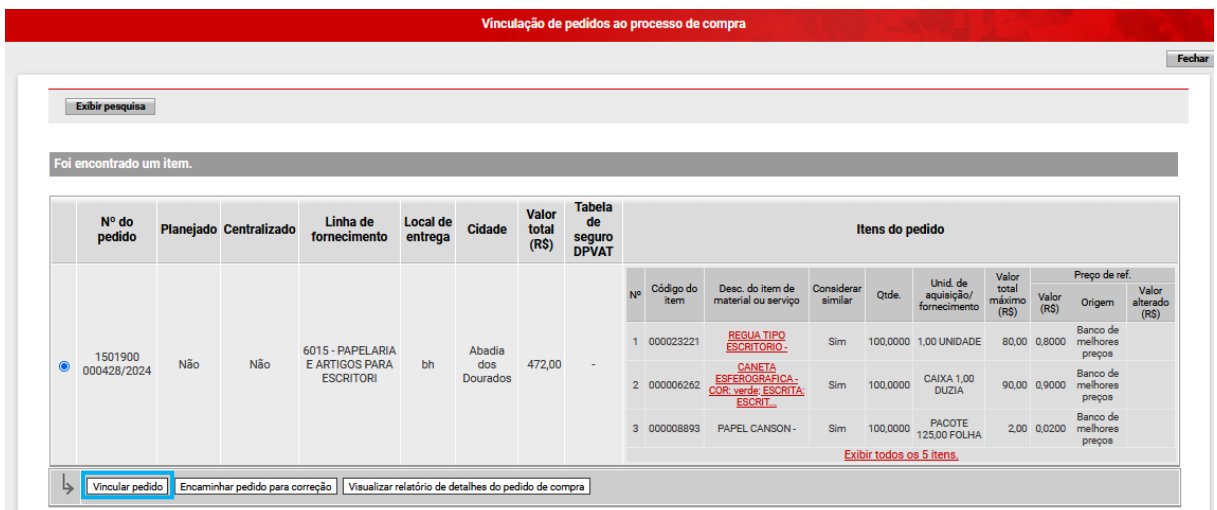 Vinculação de pedidos ao processo de compra
Fechar
Exibir pesquisa
Foi encontrado um item.
Nº do pedido Planejado Centralizado Linha de fornecimento Local de entrega Cidade Valor total (R$) Tabela de seguro DPVAT Itens do pedido
1501900 000428/2024 Não Não 6015 - PAPELARIA E ARTIGOS PARA ESCRITORI bh Abadia dos Dourados 472,00 -
Nº Código do item Desc. do item de material ou serviço Considerar similar Qtde. Unid. de aquisição/ fornecimento Valor total máximo (R$) Preço de ref. Valor (R$) Origem Valor alterado (R$)
1 000023221 REGUA TIPO ESCRITORIO - Sim 100,0000 1,00 UNIDADE 80,00 0,8000 Banco de melhores preços
2 000006262 CANETA ESFEROGRAFICA - COR: verde; ESCRITA: ESCRIT... Sim 100,0000 CAIXA 1,00 DUZIA 90,00 0,9000 Banco de melhores preços
3 000008893 PAPEL CANSON - Sim 100,0000 PACOTE 125,00 FOLHA 2,00 0,0200 Banco de melhores preços
Exibir todos os 5 itens.
Vincular pedido Encaminhar pedido para correção Visualizar relatório de detalhes do pedido de compra